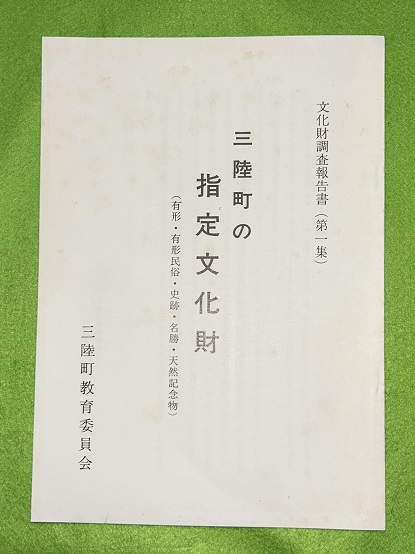 文化財調査報告書（第一集）
三陸町の
指定文化財
（有形・有形民俗・史跡・名勝・天然記念物）
三陸町教育委員会